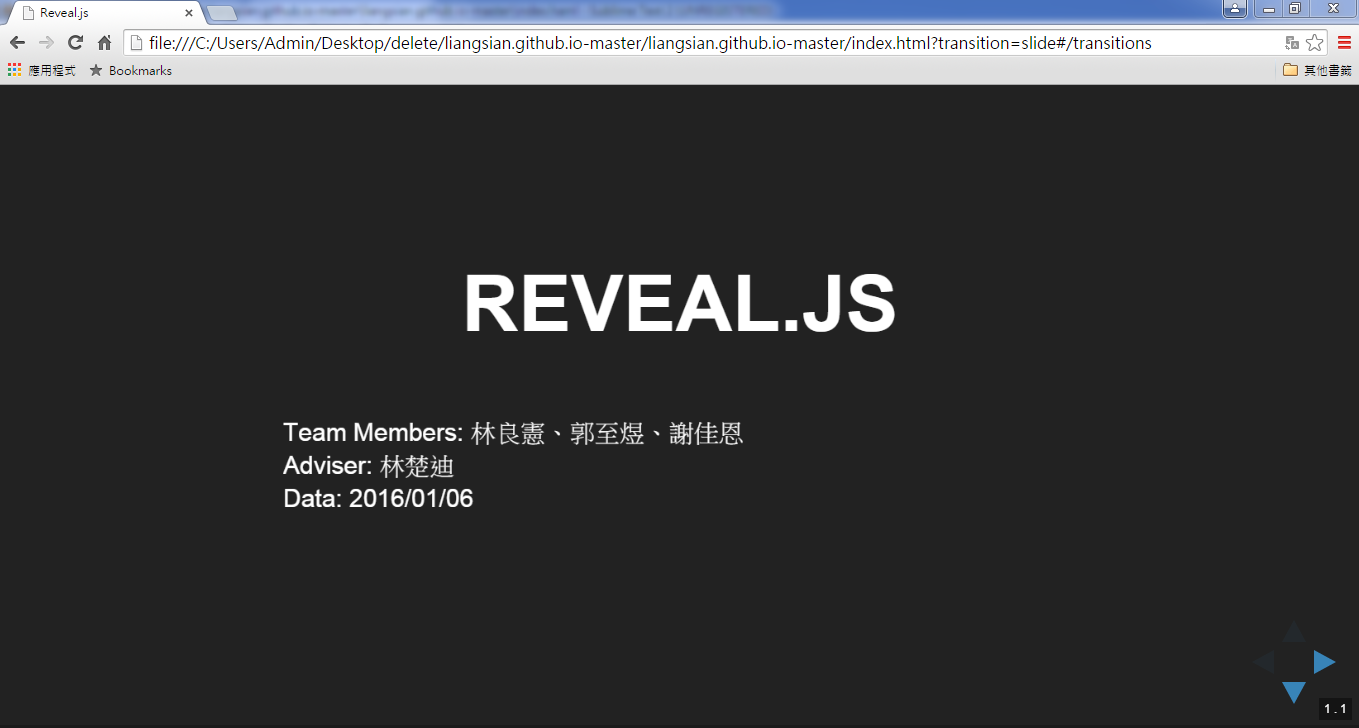 Reveal.js
file:///C:/Users/Admin/Desktop/delete/liangsian.github.io-master/liangsian.github.io-master/index.html?transition=slide#/transitions
應用程式 Bookmarks 其他書籤
REVEAL.JS
Team Members: 林良憲、郭至煜、謝佳恩
Adviser: 林楚迪
Data: 2016/01/06
1.1